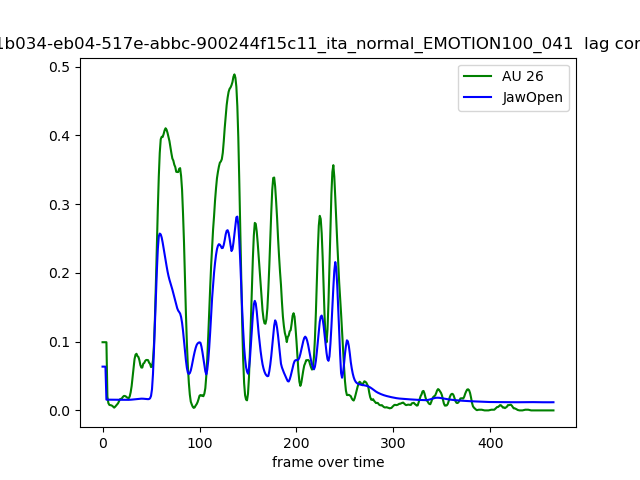 1b034-eb04-517e-abbc-900244f15c11_ita_normal_EMOTION100_041 lag cor
AU 26
JawOpen
0.5
0.4
0.3
0.2
0.1
0.0
0 100 200 300 400
frame over time